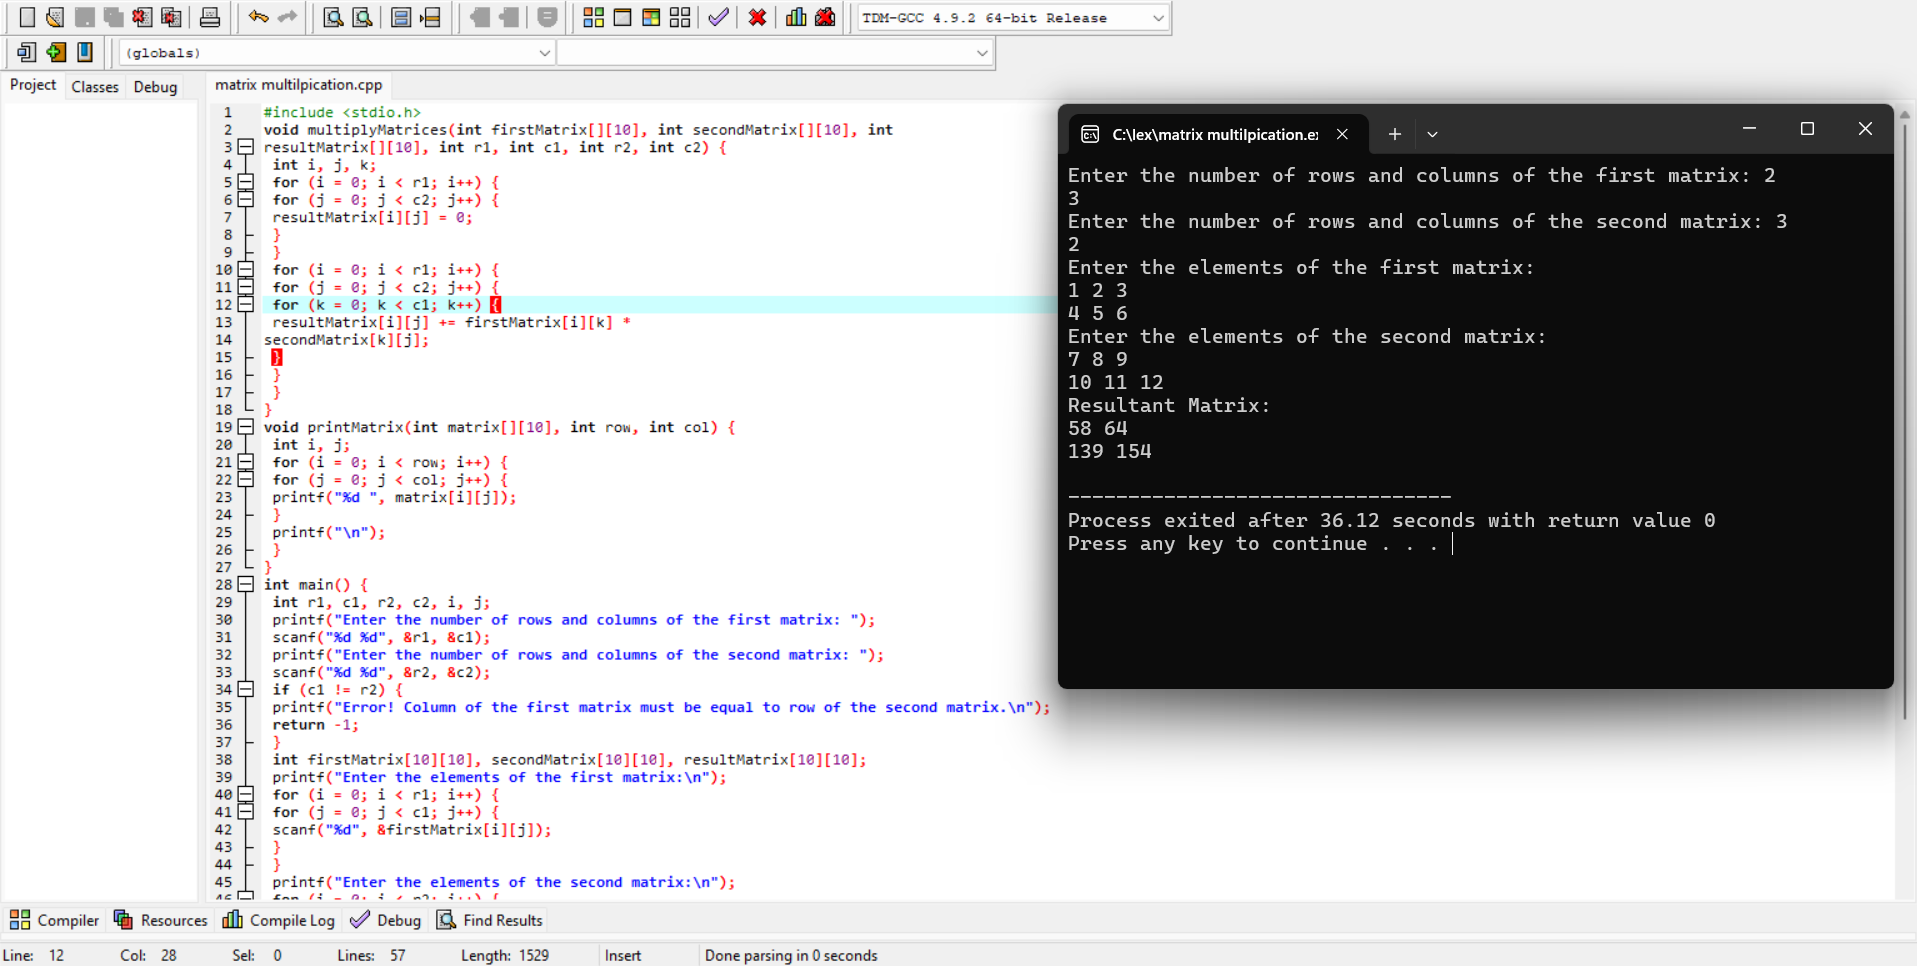 TDM-GCC 4.9.2 64-bit Release
(globals)
Project Classes Debug
matrix multilpication.cpp
1 #include <stdio.h>
2 void multiplyMatrices(int firstMatrix[][10], int secondMatrix[][10], int
3 resultMatrix[][10], int r1, int c1, int r2, int c2) {
4 int i, j, k;
5 for (i = 0; i < r1; i++) {
6 for (j = 0; j < c2; j++) {
7 resultMatrix[i][j] = 0;
8 }
9 }
10 for (i = 0; i < r1; i++) {
11 for (j = 0; j < c2; j++) {
12 for (k = 0; k < c1; k++) {
13 resultMatrix[i][j] += firstMatrix[i][k] *
14 secondMatrix[k][j];
15 }
16 }
17 }
18 }
19 void printMatrix(int matrix[][10], int row, int col) {
20 int i, j;
21 for (i = 0; i < row; i++) {
22 for (j = 0; j < col; j++) {
23 printf("%d ", matrix[i][j]);
24 }
25 printf("\n");
26 }
27 }
28 int main() {
29 int r1, c1, r2, c2, i, j;
30 printf("Enter the number of rows and columns of the first matrix: ");
31 scanf("%d %d", &r1, &c1);
32 printf("Enter the number of rows and columns of the second matrix: ");
33 scanf("%d %d", &r2, &c2);
34 if (c1 != r2) {
35 printf("Error! Column of the first matrix must be equal to row of the second matrix.\n");
36 return -1;
37 }
38 int firstMatrix[10][10], secondMatrix[10][10], resultMatrix[10][10];
39 printf("Enter the elements of the first matrix:\n");
40 for (i = 0; i < r1; i++) {
41 for (j = 0; j < c1; j++) {
42 scanf("%d", &firstMatrix[i][j]);
43 }
44 }
45 printf("Enter the elements of the second matrix:\n");
46 for (i = 0; i < r2; i++) {
C:\lex\matrix multilpication.e
Enter the number of rows and columns of the first matrix: 2
3
Enter the number of rows and columns of the second matrix: 3
2
Enter the elements of the first matrix:
1 2 3
4 5 6
Enter the elements of the second matrix:
7 8 9
10 11 12
Resultant Matrix:
58 64
139 154
--------------------------------
Process exited after 36.12 seconds with return value 0
Press any key to continue . . .
Compiler Resources Compile Log Debug Find Results
Line: 12 Col: 28 Sel: 0 Lines: 57 Length: 1529 Insert Done parsing in 0 seconds